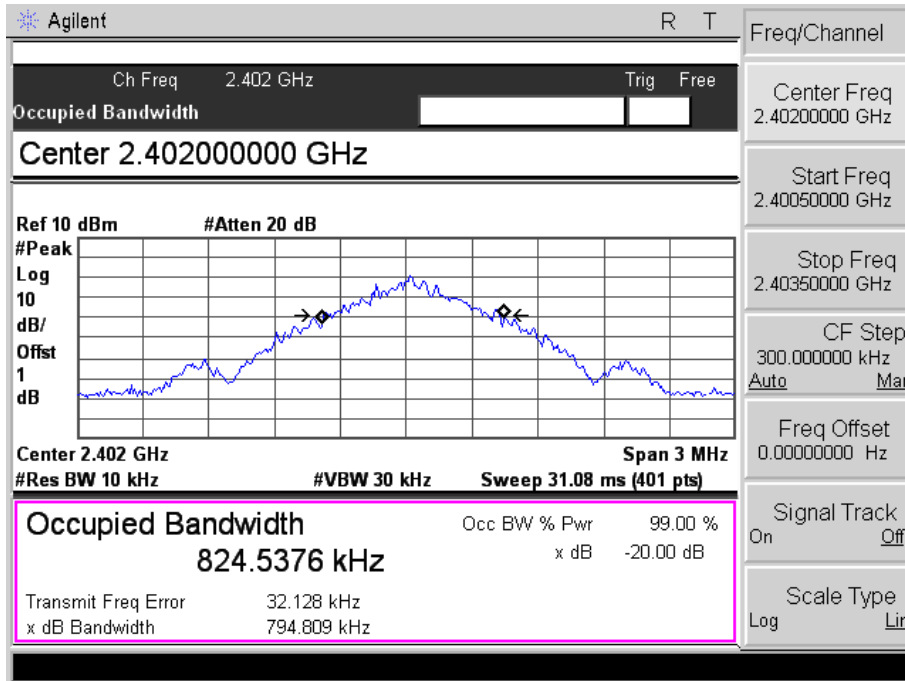 Agilent R T
Ch Freq 2.402 GHz Trig Free
Occupied Bandwidth
Center 2.402000000 GHz
Ref 10 dBm #Atten 20 dB
#Peak
Log
10
dB/
Offst
1
dB
Center 2.402 GHz Span 3 MHz
#Res BW 10 kHz #VBW 30 kHz Sweep 31.08 ms (401 pts)
Occupied Bandwidth
824.5376 kHz
Occ BW % Pwr 99.00 %
x dB -20.00 dB
Transmit Freq Error 32.128 kHz
x dB Bandwidth 794.809 kHz
Freq/Channel
Center Freq
2.40200000 GHz
Start Freq
2.40050000 GHz
Stop Freq
2.40350000 GHz
CF Step
300.000000 kHz
Auto Man
Freq Offset
0.00000000 Hz
Signal Track
On Off
Scale Type
Log Lin